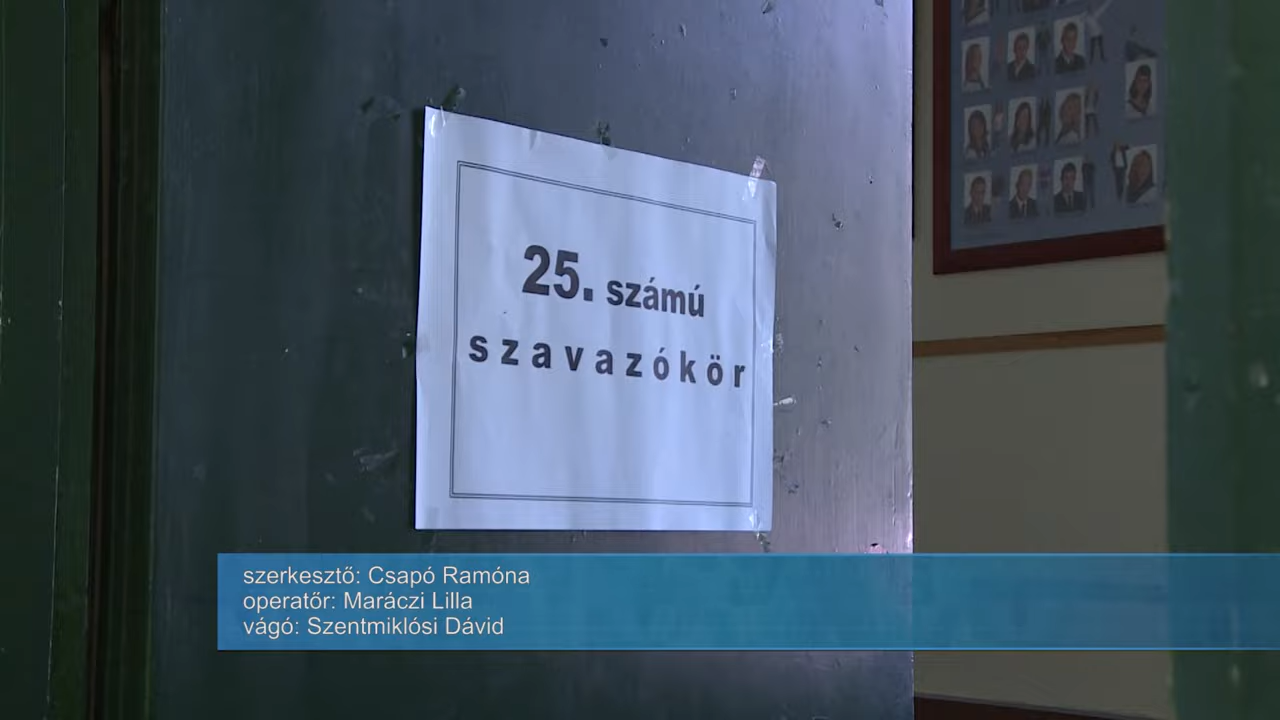 25. számú
szavazókör
szerkesztő: Csapó Ramóna
operatőr: Maráczi Lilla
vágó: Szentmiklósi Dávid